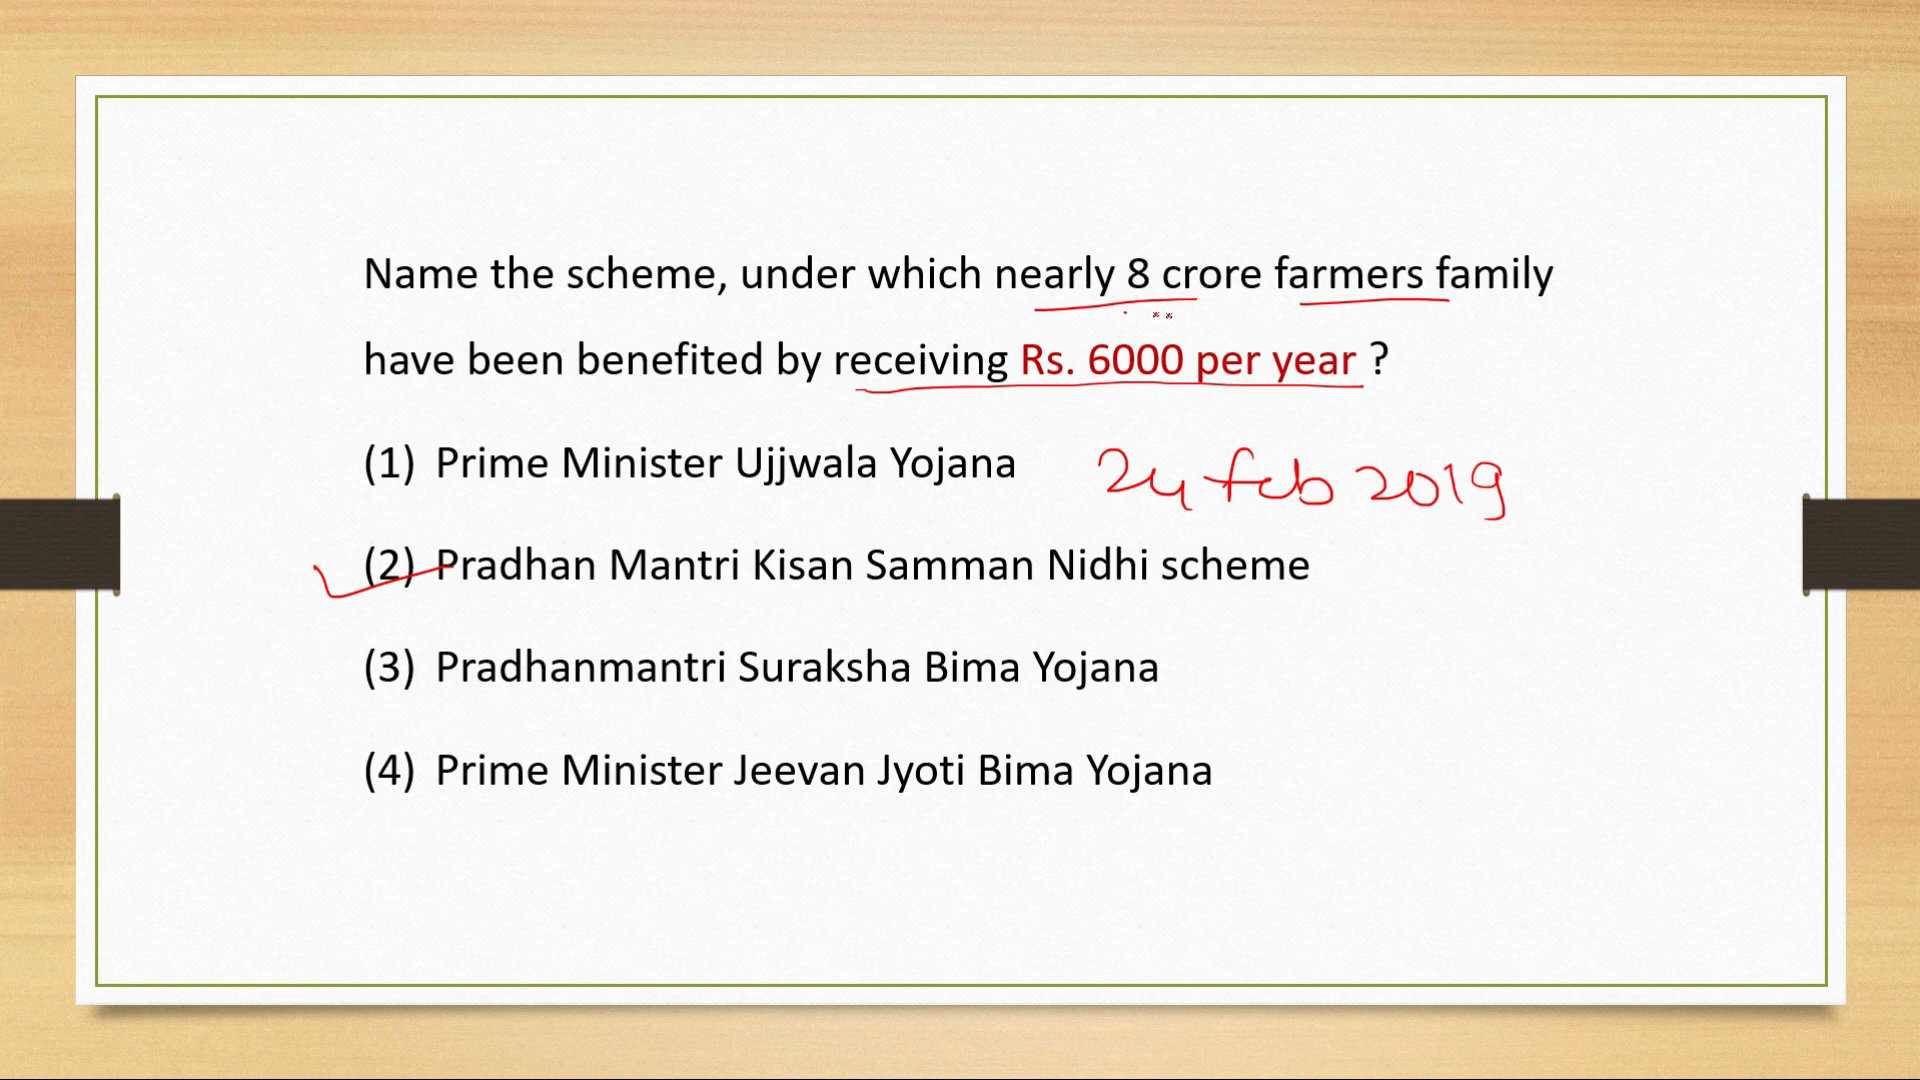 Name the scheme, under which nearly 8 crore farmers family
have been benefited by receiving Rs. 6000 per year ?
(1) Prime Minister Ujjwala Yojana
24 feb 2019
(2) Pradhan Mantri Kisan Samman Nidhi scheme
(3) Pradhanmantri Suraksha Bima Yojana
(4) Prime Minister Jeevan Jyoti Bima Yojana